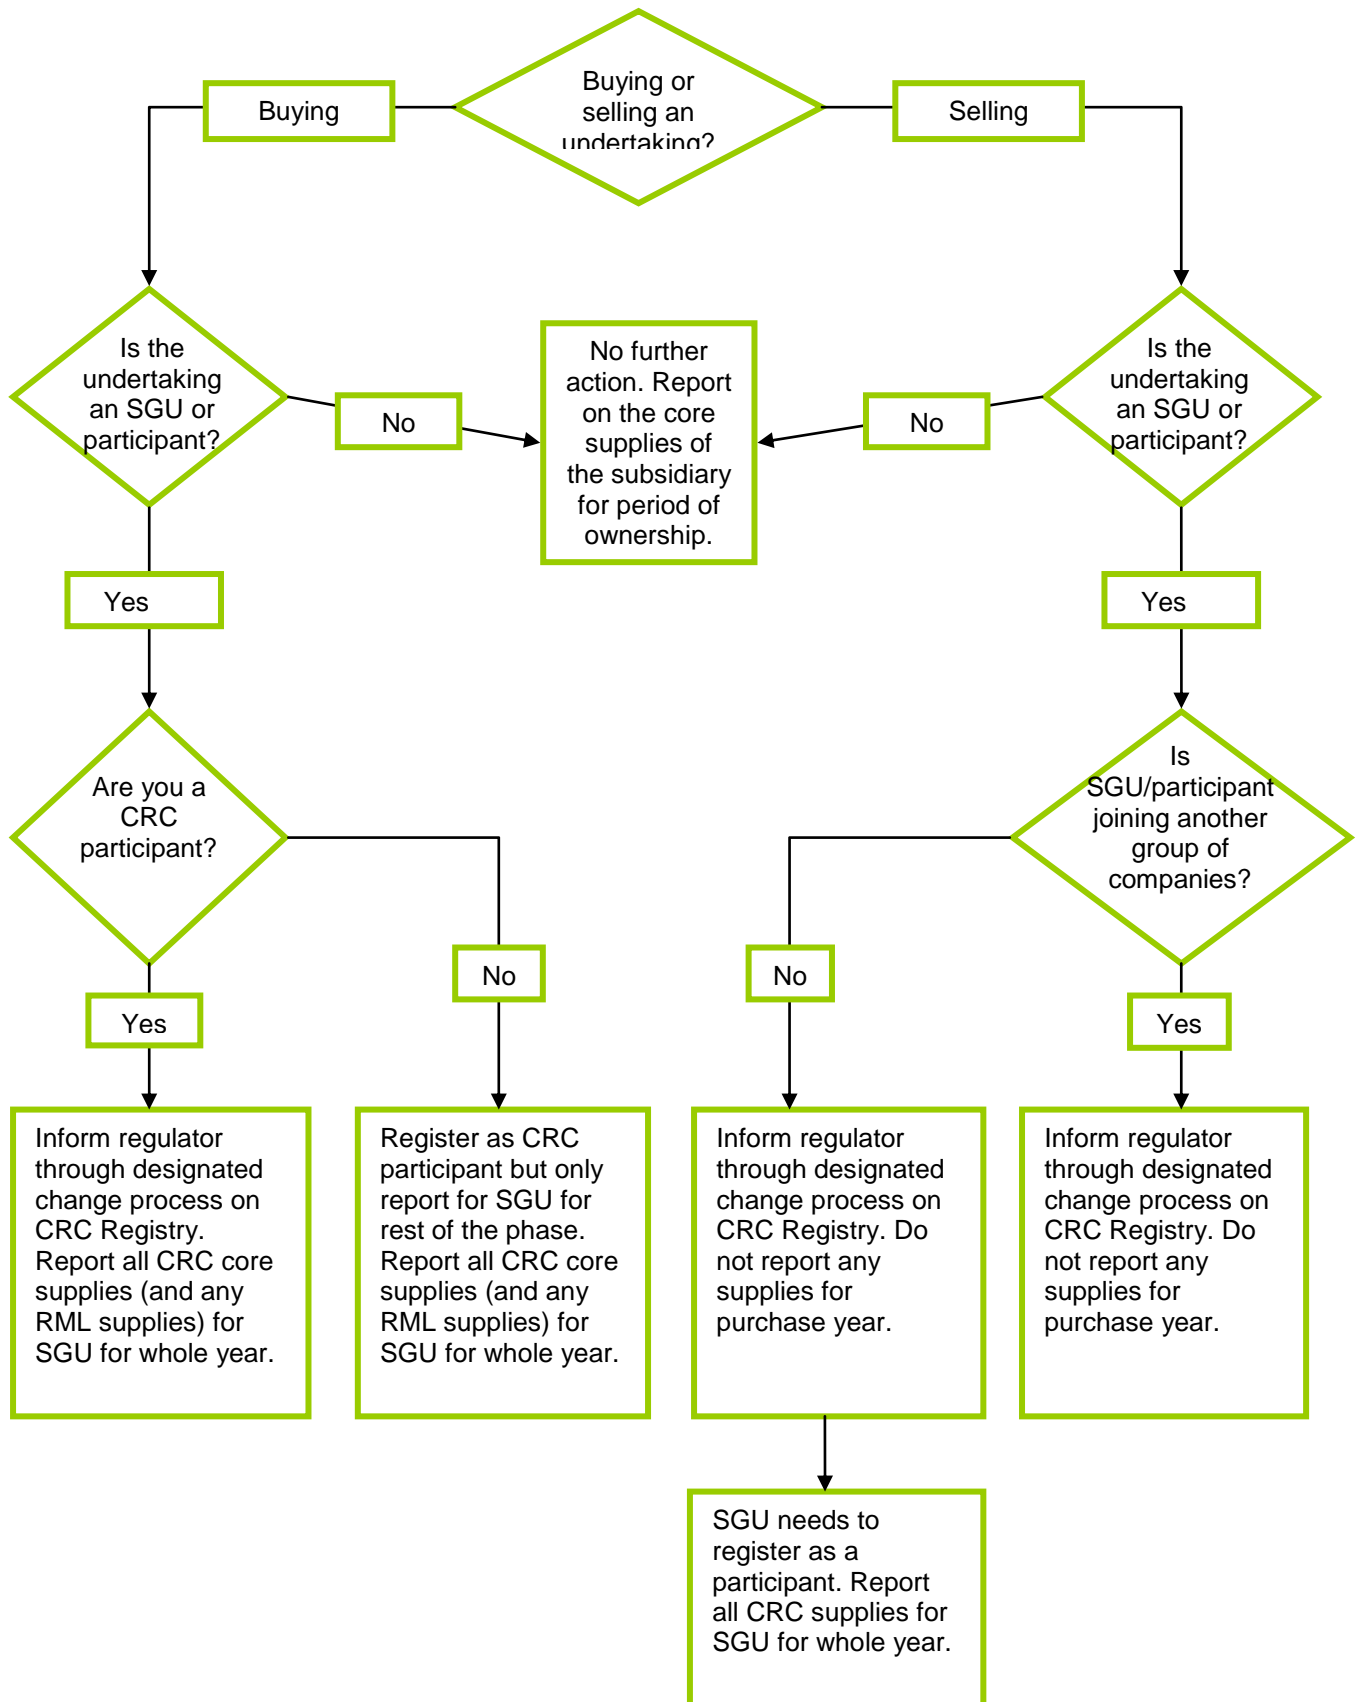 Buying or
selling an
undertaking?
Buying
Selling
Is the
undertaking
an SGU or
participant?
No
No further
action. Report
on the core
supplies of
the subsidiary
for period of
ownership.
No
Is the
undertaking
an SGU or
participant?
Yes
Yes
Are you a
CRC
participant?
Is
SGU/participant
joining another
group of
companies?
No
No
Yes
Yes
Inform regulator
through designated
change process on
CRC Registry.
Report all CRC core
supplies (and any
RML supplies) for
SGU for whole year.
Register as CRC
participant but only
report for SGU for
rest of the phase.
Report all CRC core
supplies (and any
RML supplies) for
SGU for whole year.
Inform regulator
through designated
change process on
CRC Registry. Do
not report any
supplies for
purchase year.
Inform regulator
through designated
change process on
CRC Registry. Do
not report any
supplies for
purchase year.
SGU needs to
register as a
participant. Report
all CRC supplies for
SGU for whole year.